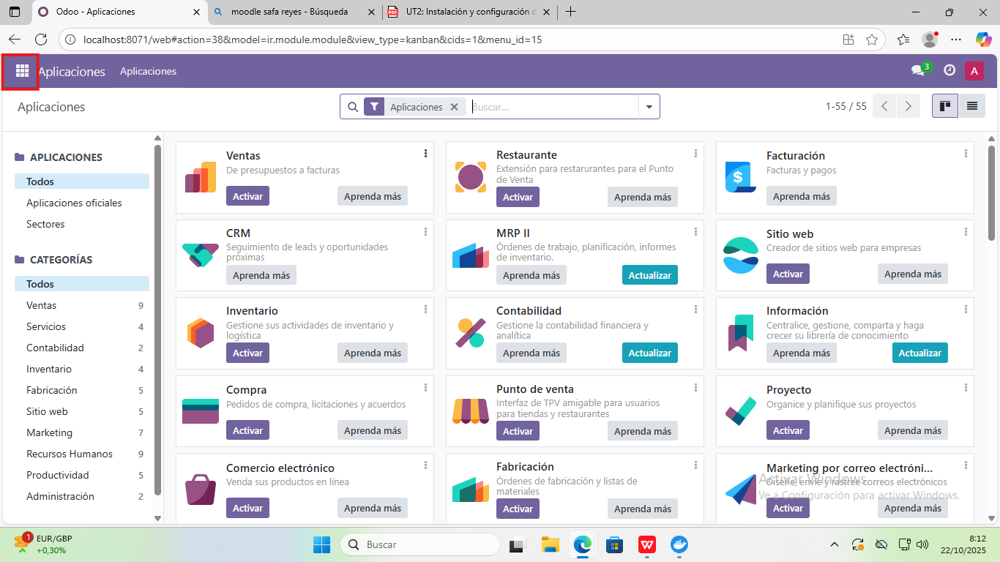 Odoo - Aplicaciones
moodle safa reyes - Búsqueda
UT2: Instalación y configuración d
localhost:8071/web#action=38&model=ir.module.module&view_type=kanban&cids=1&menu_id=15
Aplicaciones
Aplicaciones
3
A
Aplicaciones
Aplicaciones
Buscar...
1-55 / 55
APLICACIONES
Todos
Aplicaciones oficiales
Sectores
CATEGORÍAS
Todos
Ventas 9
Servicios 4
Contabilidad 2
Inventario 4
Fabricación 5
Sitio web 5
Marketing 7
Recursos Humanos 9
Productividad 5
Administración 2
Ventas
De presupuestos a facturas
Activar
Aprenda más
Restaurante
Extensión para restarurantes para el Punto
de Venta
Activar
Aprenda más
Facturación
Facturas y pagos
Aprenda más
CRM
Seguimiento de leads y oportunidades
próximas
Aprenda más
MRP II
Órdenes de trabajo, planificación, informes
de inventario.
Aprenda más
Actualizar
Sitio web
Creador de sitios web para empresas
Activar
Aprenda más
Inventario
Gestione sus actividades de inventario y
logística
Activar
Aprenda más
Contabilidad
Gestione la contabilidad financiera y
analítica
Aprenda más
Actualizar
Información
Centralice, gestione, comparta y haga
crecer su librería de conocimiento
Aprenda más
Actualizar
Compra
Pedidos de compra, licitaciones y acuerdos
Activar
Aprenda más
Punto de venta
Interfaz de TPV amigable para usuarios
para tiendas y restaurantes
Activar
Aprenda más
Proyecto
Organice y planifique sus proyectos
Activar
Aprenda más
Comercio electrónico
Venda sus productos en línea
Activar
Aprenda más
Fabricación
Órdenes de fabricación y listas de
materiales
Activar
Aprenda más
Marketing por correo electróni...
Diseñe, envíe y rastree correos electrónicos
Activar
Aprenda más
Activar Windows
Ve a Configuración para activar Windows.
1
EUR/GBP
+0,30%
Buscar
8:12
22/10/2025